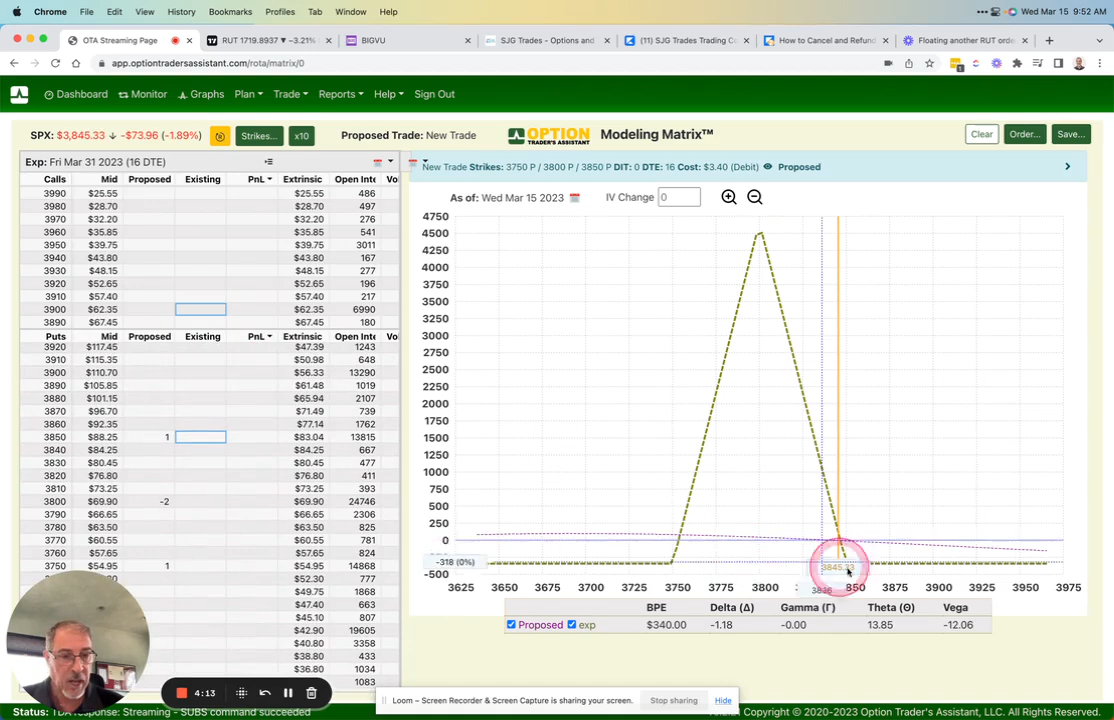 Chrome File Edit View History Bookmarks Profiles Tab Window Help Wed Mar 15 9:52 AM
OTA Streaming Page RUT 1719.8937 ▼ −3.21% BIGVU SJG Trades - Options and (11) SJG Trades Trading Co How to Cancel and Refund Floating another RUT order
app.optiontradersassistant.com/rota/matrix/0
Dashboard Monitor Graphs Plan Trade Reports Help Sign Out
SPX: $3,845.33 ↓ -$73.96 (-1.89%) Strikes... x10 Proposed Trade: New Trade OPTION TRADER'S ASSISTANT Modeling Matrix™ Clear Order... Save...
Exp: Fri Mar 31 2023 (16 DTE)
New Trade Strikes: 3750 P / 3800 P / 3850 P DIT: 0 DTE: 16 Cost: $3.40 (Debit) Proposed
Calls Mid Proposed Existing PnL Extrinsic Open Inte Vo
3990 $25.55 $25.55 486
3980 $28.70 $28.70 497
3970 $32.20 $32.20 276
3960 $35.85 $35.85 541
3950 $39.75 $39.75 3011
3940 $43.80 $43.80 167
3930 $48.15 $48.15 277
3920 $52.65 $52.65 196
3910 $57.40 $57.40 217
3900 $62.35 $62.35 6990
3890 $67.45 $67.45 180
Puts Mid Proposed Existing PnL Extrinsic Open Inte Vo
3920 $117.45 $47.39 1243
3910 $115.35 $50.98 648
3900 $110.70 $56.33 13290
3890 $105.85 $61.48 1019
3880 $101.15 $65.94 2107
3870 $96.70 $71.49 739
3860 $92.35 $77.14 1762
3850 $88.25 1 $83.04 13815
3840 $84.25 $84.25 667
3830 $80.45 $80.45 477
3820 $76.80 $76.80 411
3810 $73.25 $73.25 393
3800 $69.90 -2 $69.90 24746
3790 $66.65 $66.65 2306
3780 $63.50 $63.50 825
3770 $60.55 $60.55 781
3760 $57.65 $57.65 824
3750 $54.95 1 $54.95 1374
$52.30 777
$49.75 1868
$47.40 663
$45.10 807
$42.90 19605
$40.80 3358
$38.80 433
$36.80 1034
1083
As of: Wed Mar 15 2023 IV Change 0
4750
4500
4250
4000
3750
3500
3250
3000
2750
2500
2250
2000
1750
1500
1250
1000
750
500
250
0
-318 (0%)
-500
3845.33
3836
3625 3650 3675 3700 3725 3750 3775 3800 850 3875 3900 3925 3950 3975
BPE Delta (Δ) Gamma (Γ) Theta (Θ) Vega
Proposed exp $340.00 -1.18 -0.00 13.85 -12.06
4:13
Loom – Screen Recorder & Screen Capture is sharing your screen. Stop sharing Hide
Status: TDA response: Streaming - SUBS command succeeded
Copyright © 2020-2023 Option Trader's Assistant, LLC. All Rights Reserved.